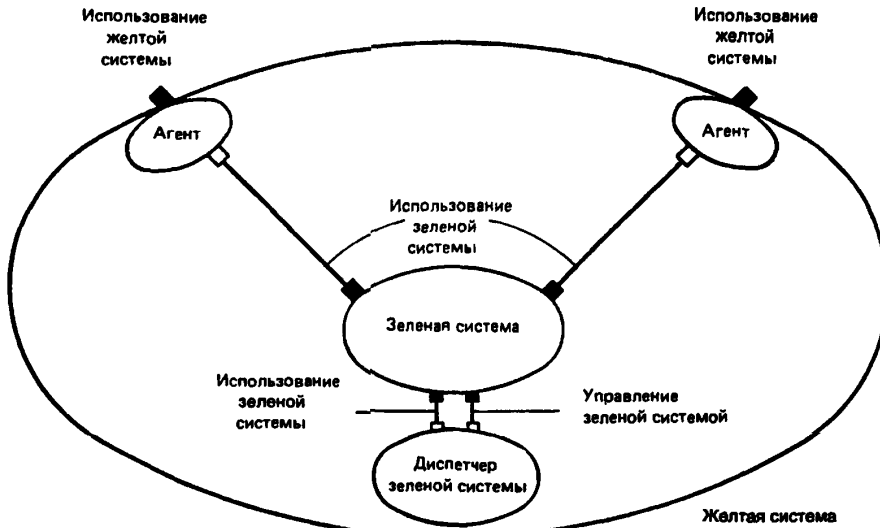 Использование
желтой
системы
Использование
желтой
системы
Агент
Агент
Использование
зеленой
системы
Зеленая система
Использование
зеленой
системы
Управление
зеленой системой
Диспетчер
зеленой системы
Желтая система